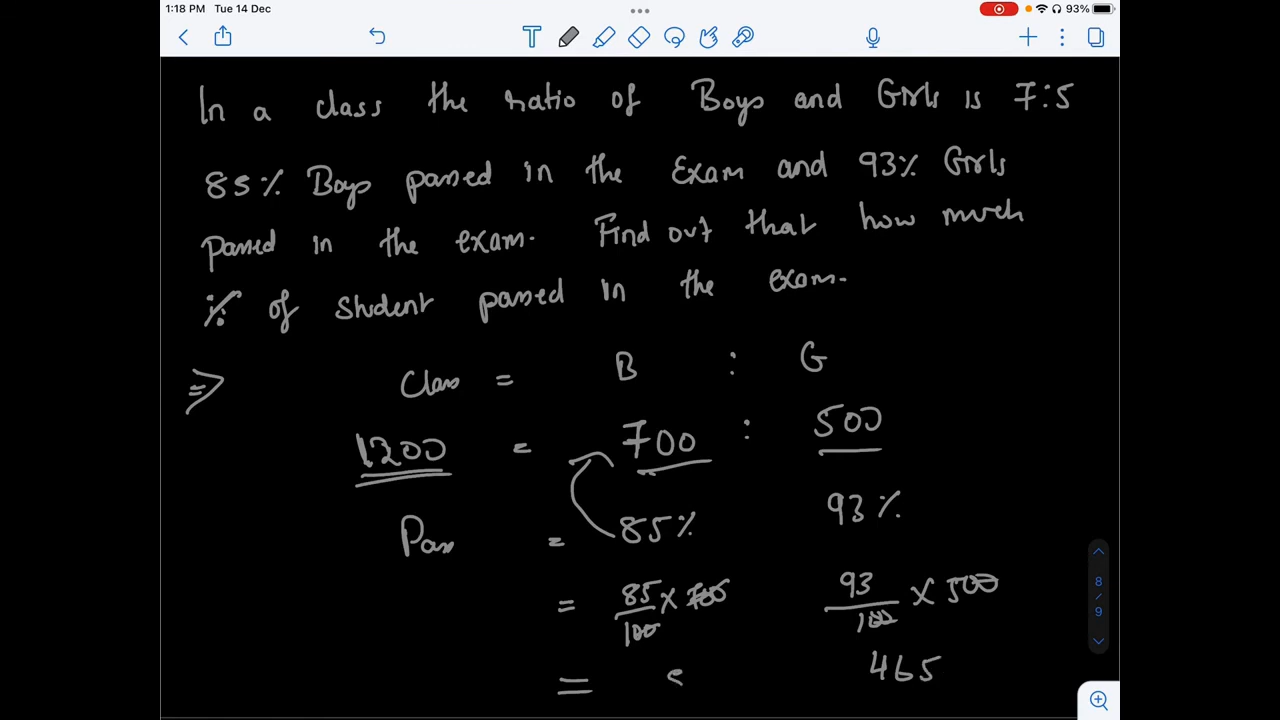 1:18 PM Tue 14 Dec 93%
In a class the ratio of Boys and Girls is 7:5
85% Boys passed in the Exam and 93% Girls
passed in the exam. Find out that how much
% of student passed in the exam.
⇒ Class = B : G
1200 = 700 : 500
Pass = 85% 93%
= 85/100 × 700 93/100 × 500
= 465
8/9